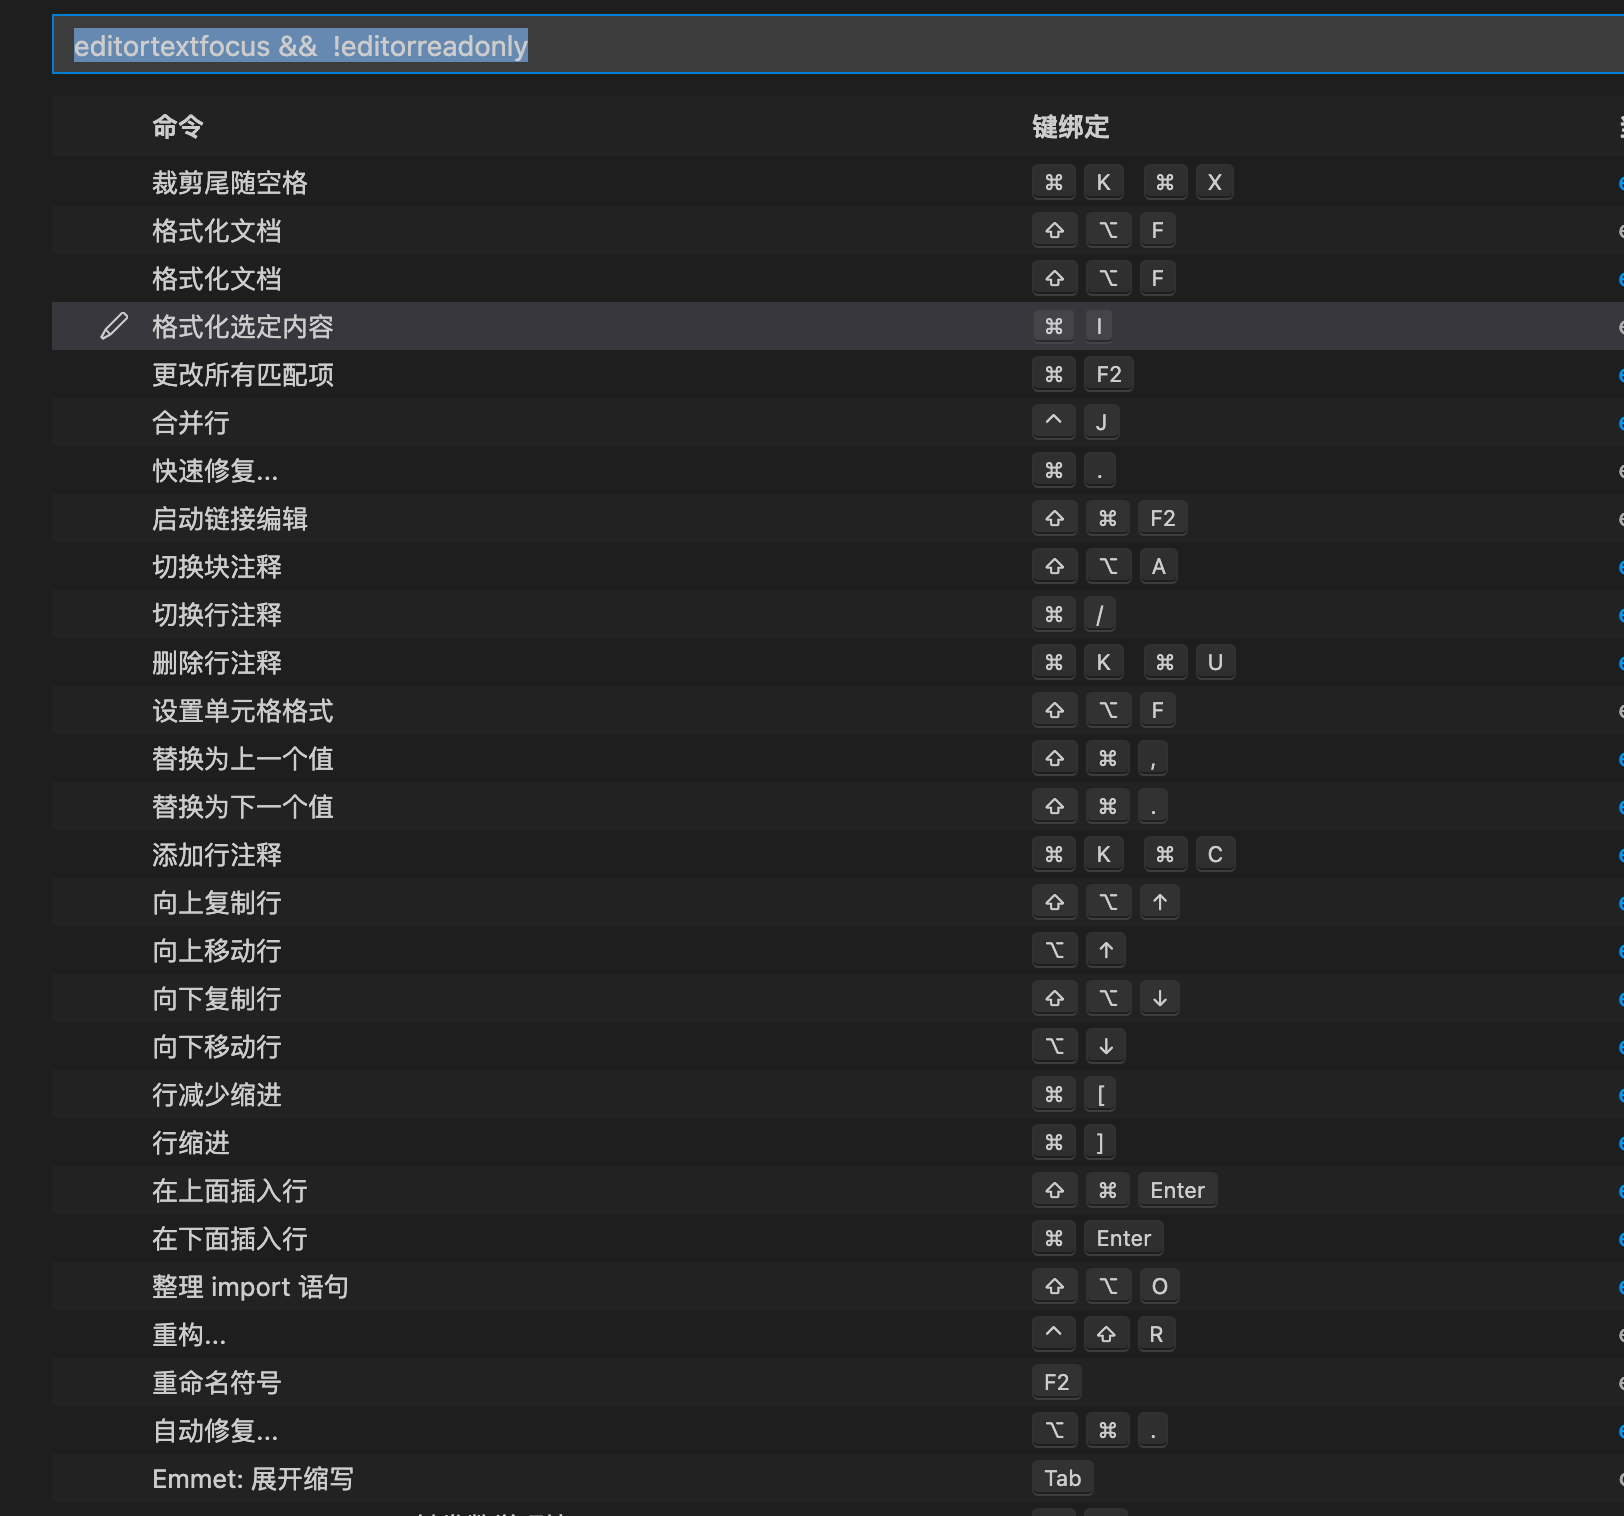 editortextfocus &&  !editorreadonly
命令 键绑定
裁剪尾随空格 ⌘ K ⌘ X
格式化文档 ⇧ ⌥ F
格式化文档 ⇧ ⌥ F
格式化选定内容 ⌘ I
更改所有匹配项 ⌘ F2
合并行 ^ J
快速修复... ⌘ .
启动链接编辑 ⇧ ⌘ F2
切换块注释 ⇧ ⌥ A
切换行注释 ⌘ /
删除行注释 ⌘ K ⌘ U
设置单元格格式 ⇧ ⌥ F
替换为上一个值 ⇧ ⌘ ,
替换为下一个值 ⇧ ⌘ .
添加行注释 ⌘ K ⌘ C
向上复制行 ⇧ ⌥ ↑
向上移动行 ⌥ ↑
向下复制行 ⇧ ⌥ ↓
向下移动行 ⌥ ↓
行减少缩进 ⌘ [
行缩进 ⌘ ]
在上面插入行 ⇧ ⌘ Enter
在下面插入行 ⌘ Enter
整理 import 语句 ⇧ ⌥ O
重构... ^ ⇧ R
重命名符号 F2
自动修复... ⌥ ⌘ .
Emmet: 展开缩写 Tab